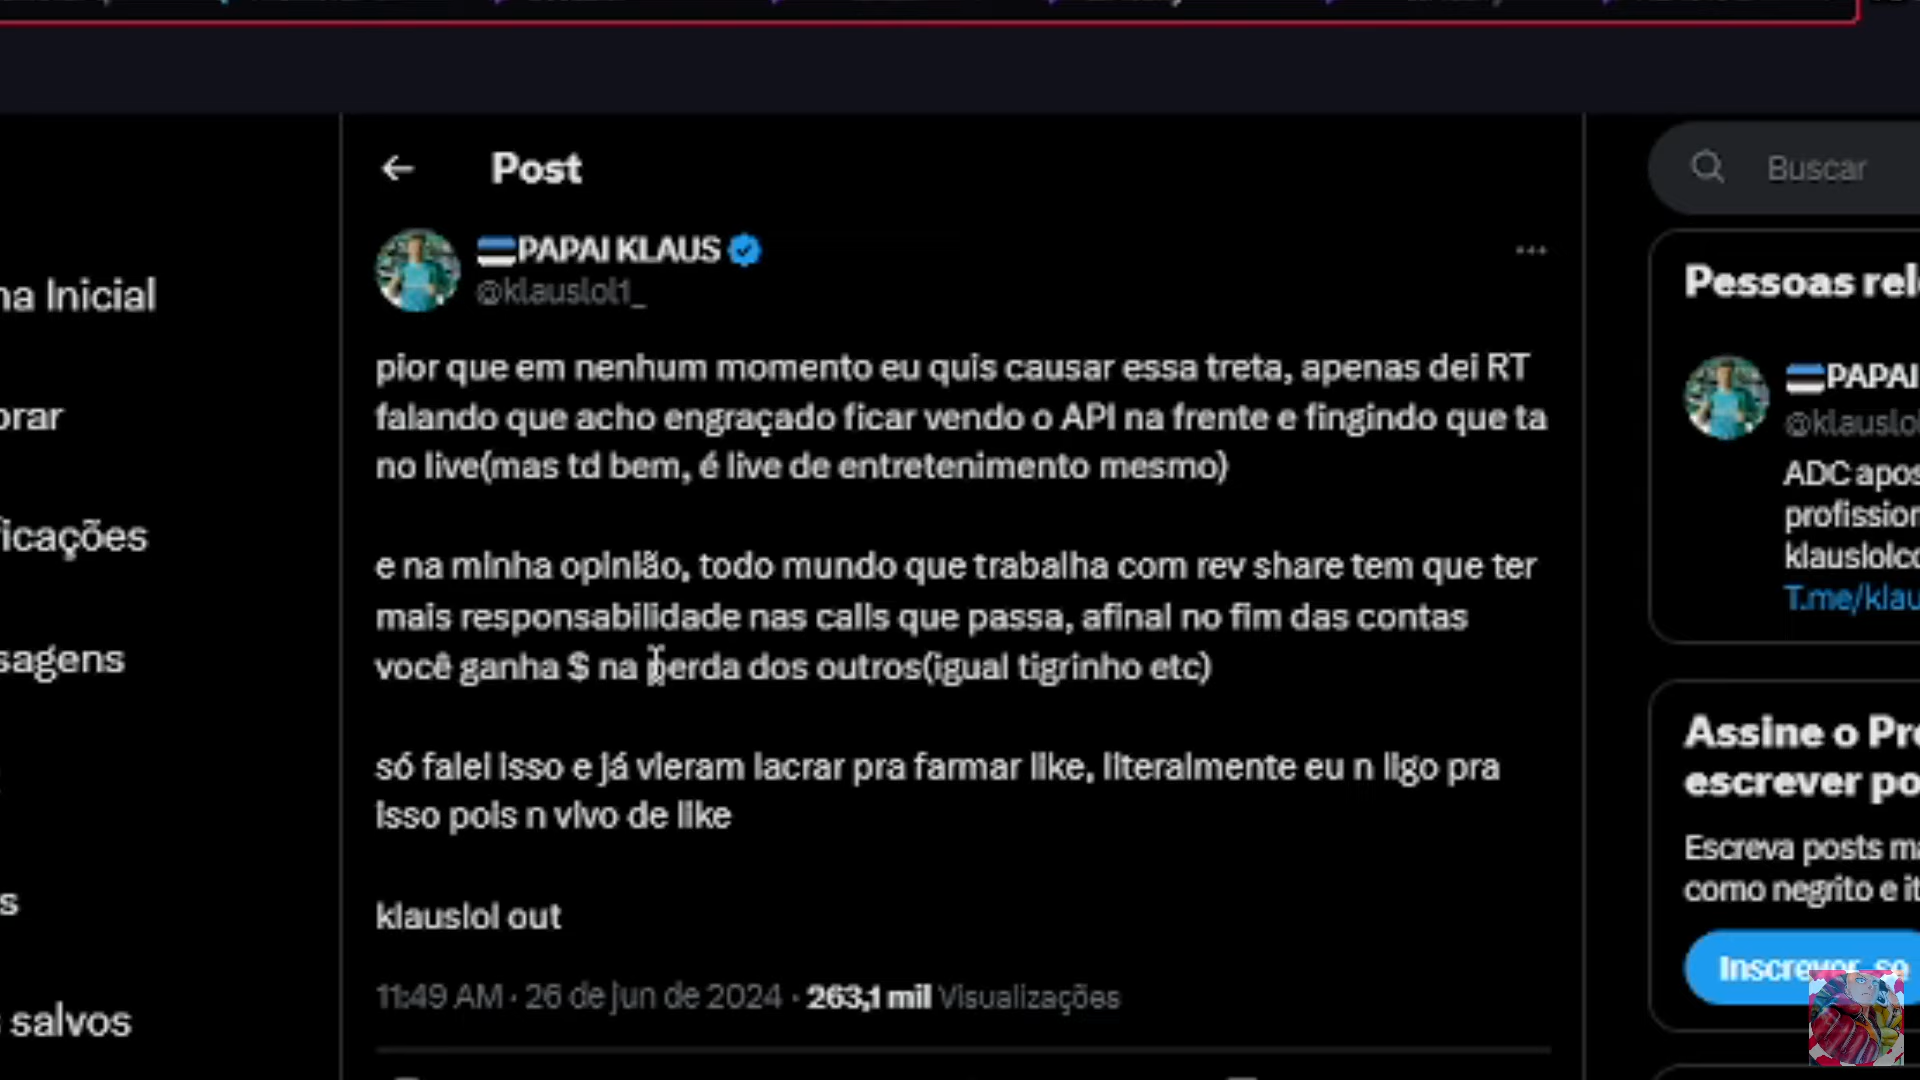 Post
Buscar
PAPAI KLAUS
@klauslol1_
pior que em nenhum momento eu quis causar essa treta, apenas dei RT
falando que acho engraçado ficar vendo o API na frente e fingindo que ta
no live(mas td bem, é live de entretenimento mesmo)
e na minha opinião, todo mundo que trabalha com rev share tem que ter
mais responsabilidade nas calls que passa, afinal no fim das contas
você ganha $ na perda dos outros(igual tigrinho etc)
só falei isso e já vieram lacrar pra farmar like, literalmente eu n ligo pra
isso pois n vivo de like
klauslol out
11:49 AM · 26 de jun de 2024 · 263,1 mil Visualizações
na Inicial
orar
ficações
sagens
s
salvos
Pessoas rel
PAPAI
@klauslol
ADC apos
profission
klauslolco
T.me/klau
Assine o Pre
escrever po
Escreva posts ma
como negrito e it
Inscrever-se